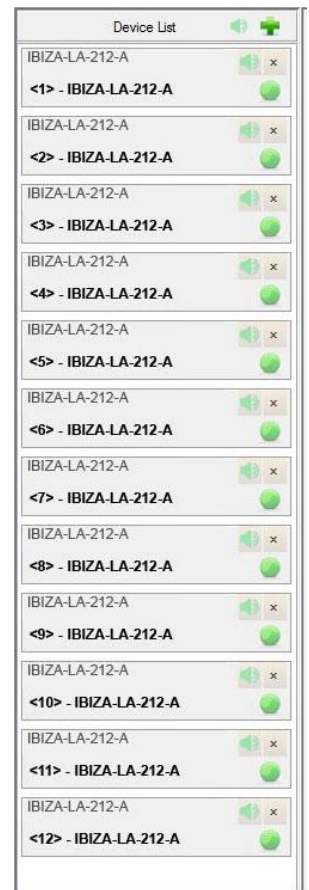 Device List
IBIZA-LA-212-A
<1> - IBIZA-LA-212-A
IBIZA-LA-212-A
<2> - IBIZA-LA-212-A
IBIZA-LA-212-A
<3> - IBIZA-LA-212-A
IBIZA-LA-212-A
<4> - IBIZA-LA-212-A
IBIZA-LA-212-A
<5> - IBIZA-LA-212-A
IBIZA-LA-212-A
<6> - IBIZA-LA-212-A
IBIZA-LA-212-A
<7> - IBIZA-LA-212-A
IBIZA-LA-212-A
<8> - IBIZA-LA-212-A
IBIZA-LA-212-A
<9> - IBIZA-LA-212-A
IBIZA-LA-212-A
<10> - IBIZA-LA-212-A
IBIZA-LA-212-A
<11> - IBIZA-LA-212-A
IBIZA-LA-212-A
<12> - IBIZA-LA-212-A